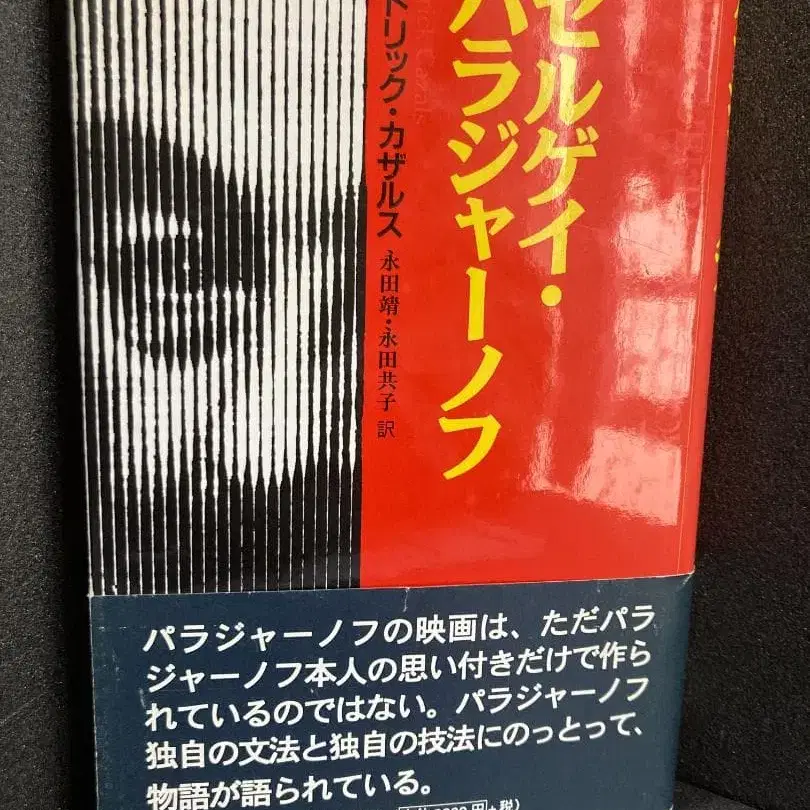 セルゲイ・
パラジャーノフ
トリック・カザルス
永田靖・永田共子 訳
パラジャーノフの映画は、ただパラ
ジャーノフ本人の思い付きだけで作ら
れているのではない。パラジャーノフ
独自の文法と独自の技法にのっとって、
物語が語られている。
円+税)